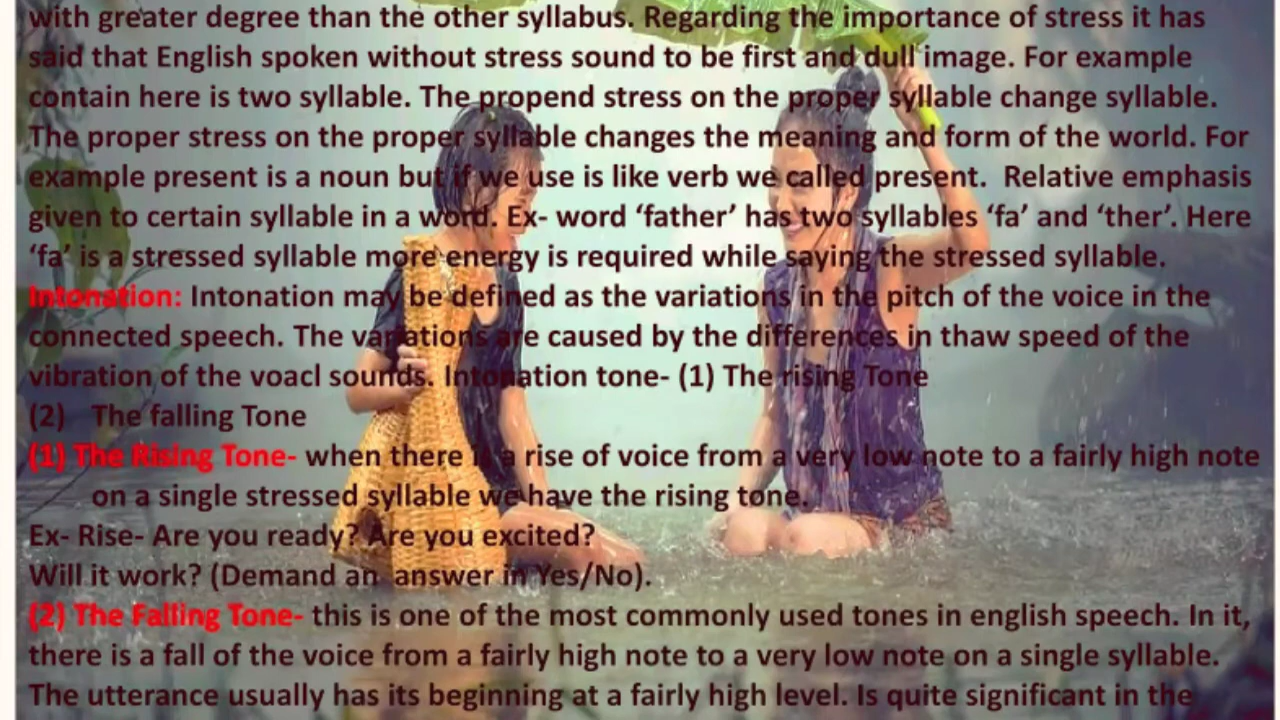 with greater degree than the other syllabus. Regarding the importance of stress it has
said that English spoken without stress sound to be first and dull image. For example
contain here is two syllable. The propend stress on the proper syllable change syllable.
The proper stress on the proper syllable changes the meaning and form of the world. For
example present is a noun but if we use is like verb we called present. Relative emphasis
given to certain syllable in a word. Ex- word ‘father’ has two syllables ‘fa’ and ‘ther’. Here
‘fa’ is a stressed syllable more energy is required while saying the stressed syllable.
Intonation: Intonation may be defined as the variations in the pitch of the voice in the
connected speech. The variations are caused by the differences in thaw speed of the
vibration of the voacl sounds. Intonation tone- (1) The rising Tone
(2) The falling Tone
(1) The Rising Tone- when there is a rise of voice from a very low note to a fairly high note
on a single stressed syllable we have the rising tone.
Ex- Rise- Are you ready? Are you excited?
Will it work? (Demand an answer in Yes/No).
(2) The Falling Tone- this is one of the most commonly used tones in english speech. In it,
there is a fall of the voice from a fairly high note to a very low note on a single syllable.
The utterance usually has its beginning at a fairly high level. Is quite significant in the